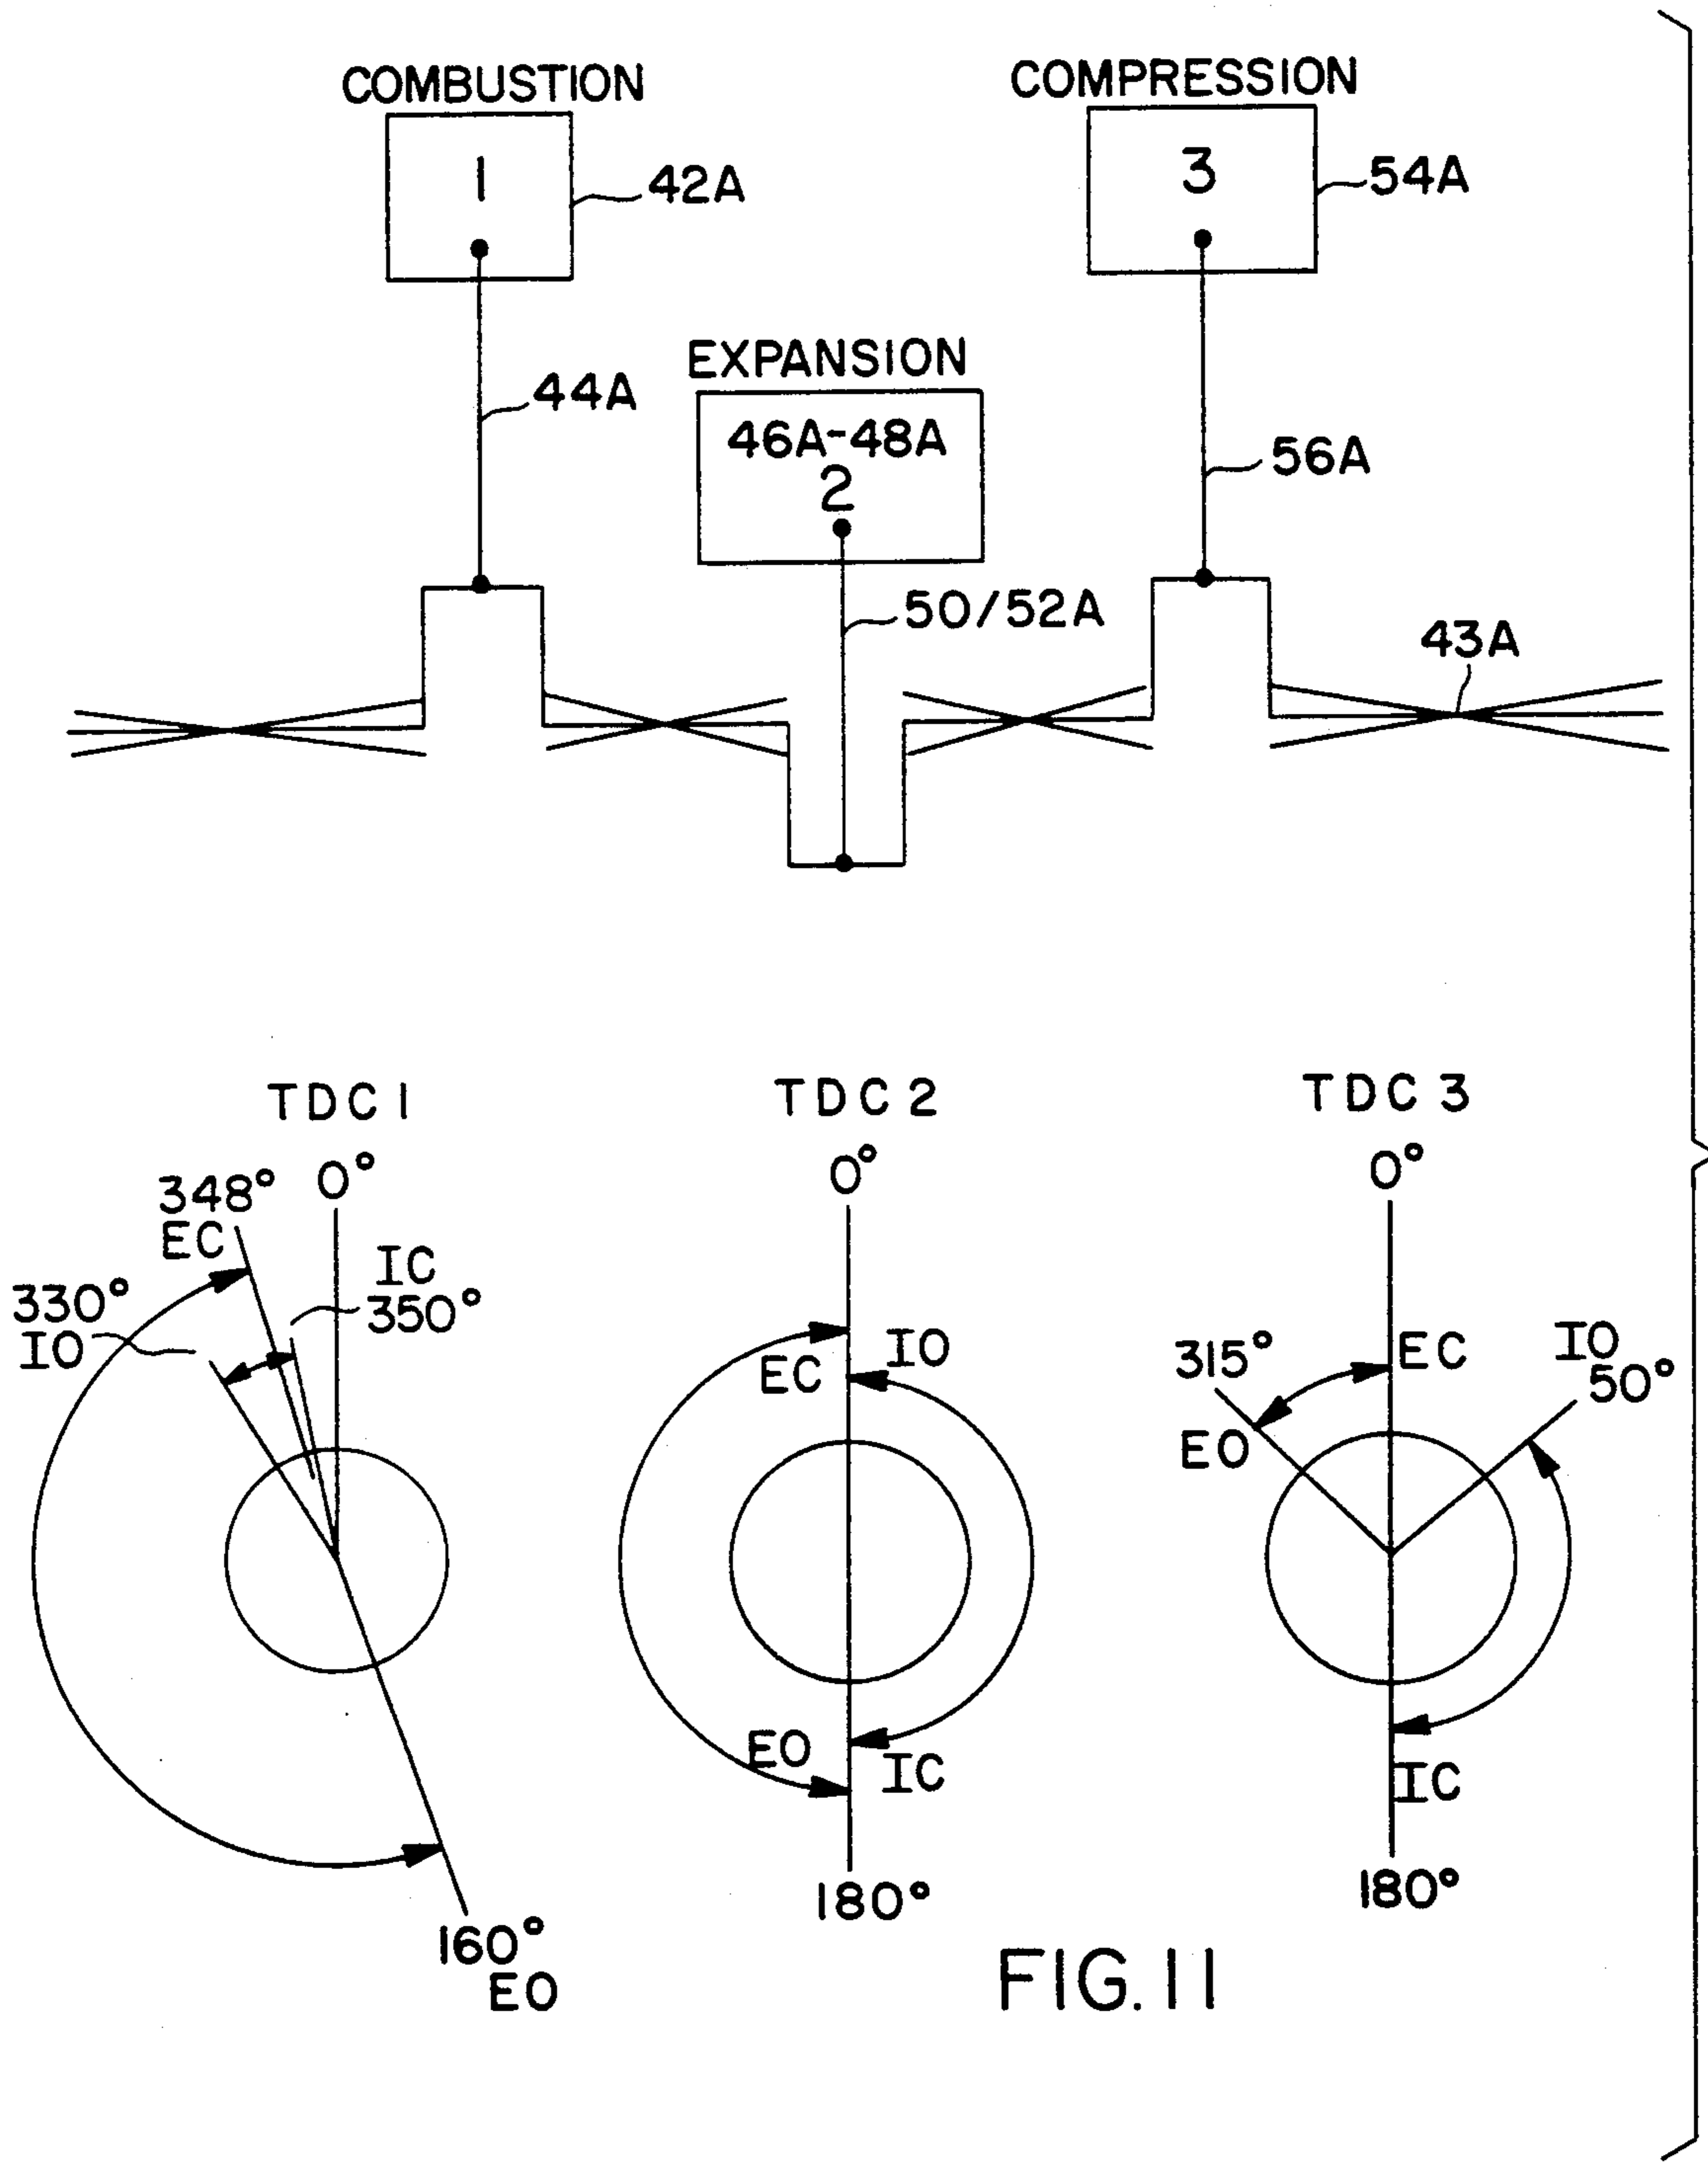 COMBUSTION
1
42A
44A
COMPRESSION
3
54A
56A
EXPANSION
46A-48A
2
50/52A
43A
TDC 1
0°
348°
EC
IC
350°
330°
IO
160°
EO
TDC 2
0°
IO
EC
EO
IC
180°
TDC 3
0°
315°
EC
IO
50°
EO
IC
180°
FIG. 11